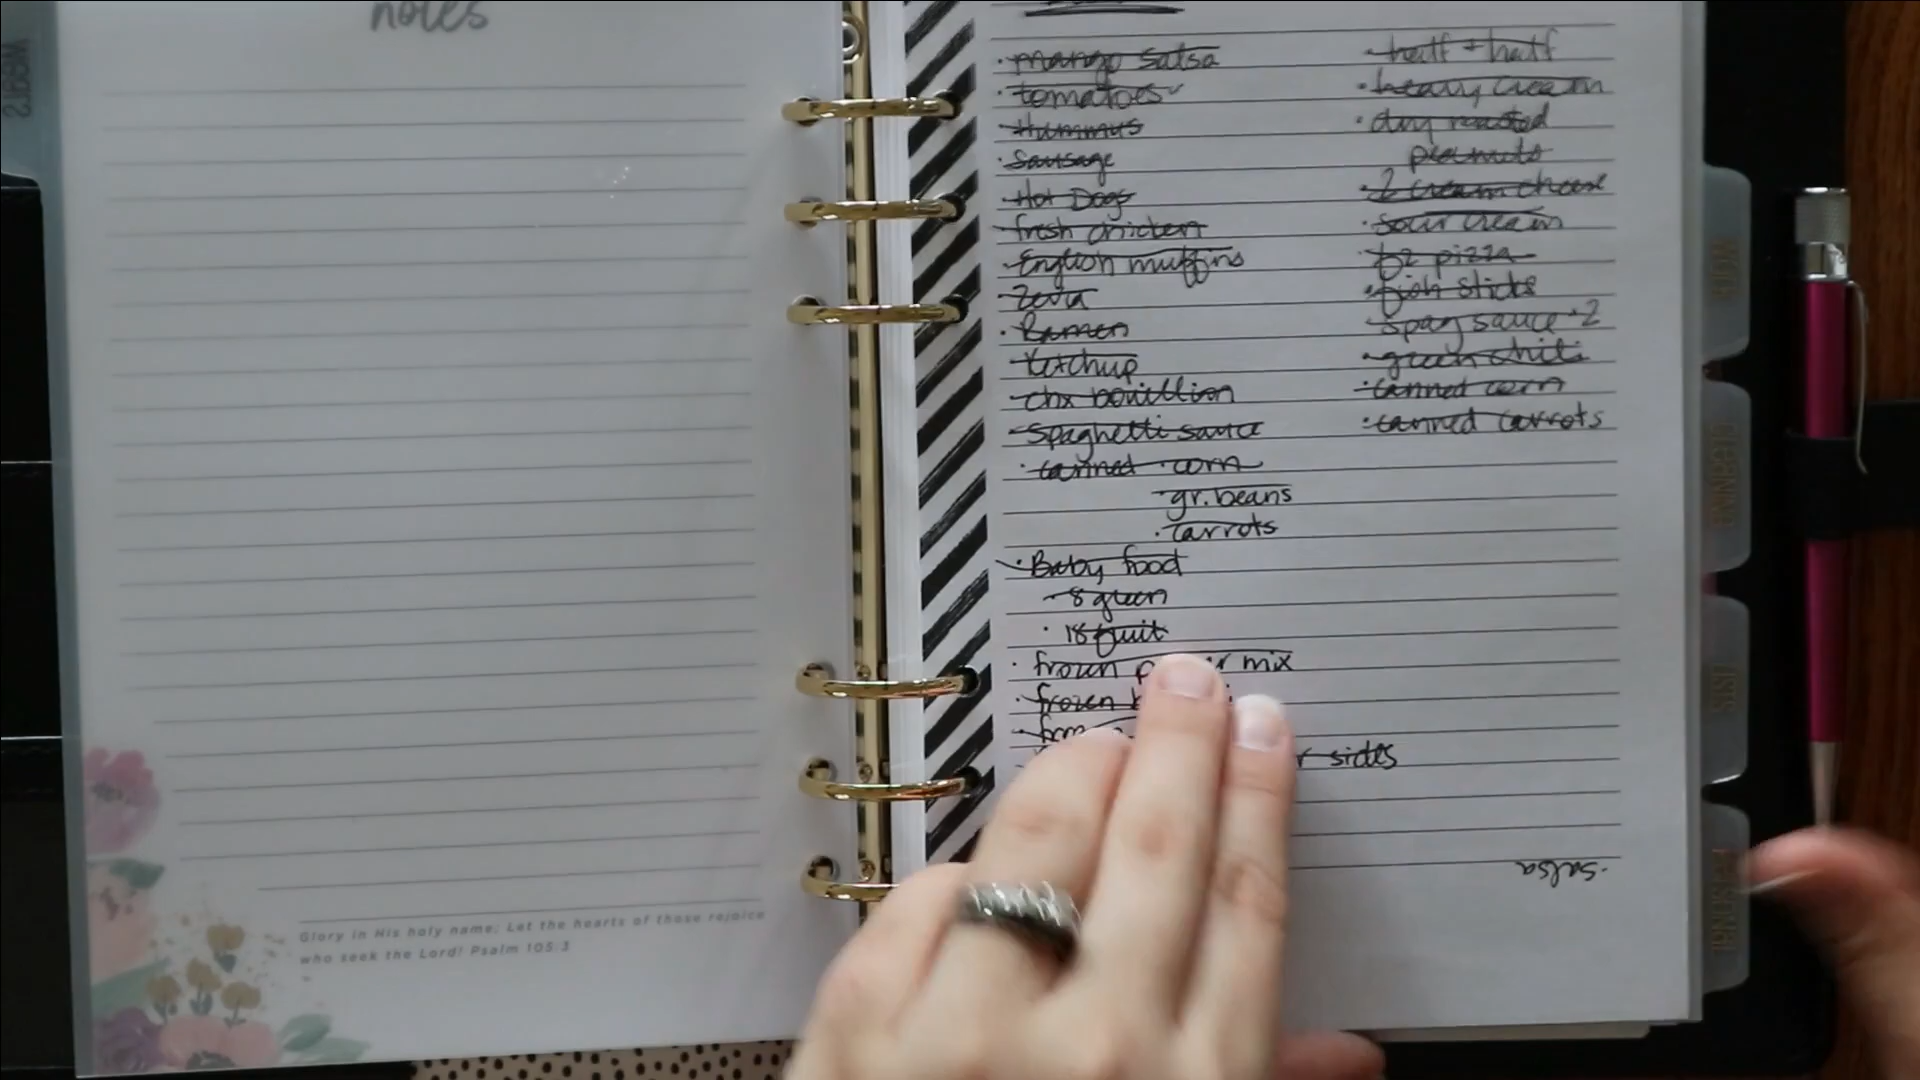 notes
Glory in His holy name; Let the hearts of those rejoice
who seek the Lord! Psalm 105:3
· mango salsa
· tomatoes
· Hummus
· Sausage
· Hot Dogs
· fresh chicken
· English muffins
· Zevia
· Ramen
· Ketchup
· chx bouillion
· Spaghetti sauce
· canned · corn
· gr. beans
· carrots
· Baby food
- 8 green
· 18 fruit
· frozen mix
· frozen
sides
· half + half
· heavy cream
· dry roasted
peanuts
· 2 cream cheese
· sour cream
pizza
· fish sticks
· spag sauce ·2
· green chili
· canned corn
· canned carrots
· salsa
MOM
SISTS
PERSONAL